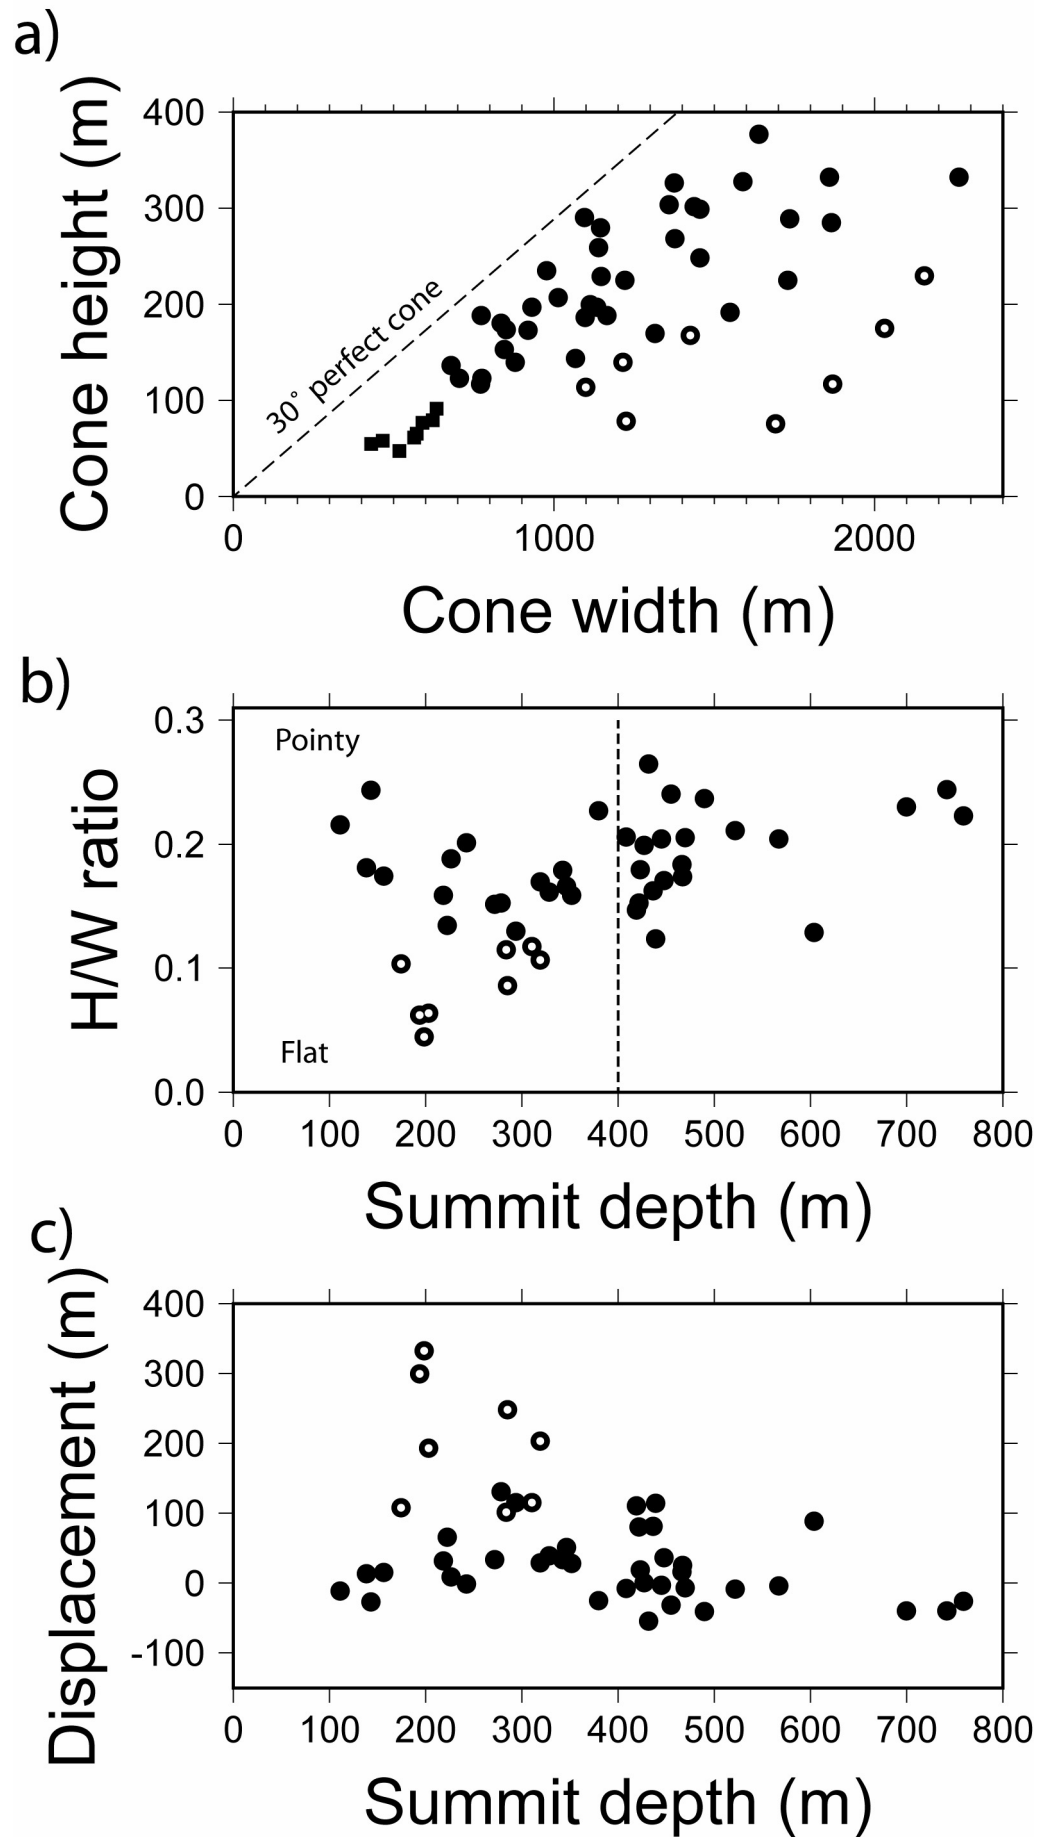 a)
Cone height (m)
400
300
200
100
0
30° perfect cone
0 1000 2000
Cone width (m)
b)
H/W ratio
0.3
0.2
0.1
0.0
Pointy
Flat
0 100 200 300 400 500 600 700 800
Summit depth (m)
c)
Displacement (m)
400
300
200
100
0
-100
0 100 200 300 400 500 600 700 800
Summit depth (m)